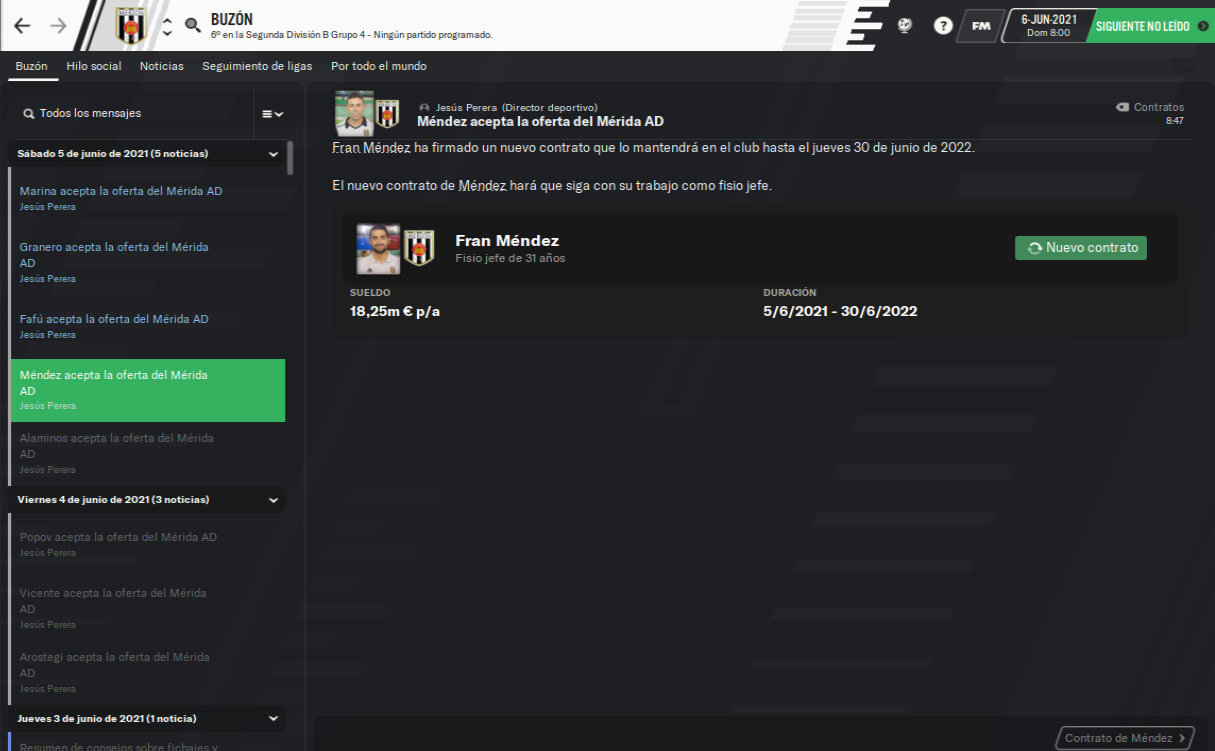 BUZÓN
6º en la Segunda División B Grupo 4 - Ningún partido programado.
?
FM
6-JUN-2021
Dom 8:00
SIGUIENTE NO LEÍDO
Buzón
Hilo social
Noticias
Seguimiento de ligas
Por todo el mundo
Todos los mensajes
Sábado 5 de junio de 2021 (5 noticias)
Marina acepta la oferta del Mérida AD
Jesús Perera
Granero acepta la oferta del Mérida
AD
Jesús Perera
Fafú acepta la oferta del Mérida AD
Jesús Perera
Méndez acepta la oferta del Mérida
AD
Jesús Perera
Alaminos acepta la oferta del Mérida
AD
Jesús Perera
Viernes 4 de junio de 2021 (3 noticias)
Popov acepta la oferta del Mérida AD
Jesús Perera
Vicente acepta la oferta del Mérida
AD
Jesús Perera
Arostegi acepta la oferta del Mérida
AD
Jesús Perera
Jueves 3 de junio de 2021 (1 noticia)
Resumen de consejos sobre fichajes y
Jesús Perera (Director deportivo)
Méndez acepta la oferta del Mérida AD
Contratos
8:47
Fran Méndez ha firmado un nuevo contrato que lo mantendrá en el club hasta el jueves 30 de junio de 2022.
El nuevo contrato de Méndez hará que siga con su trabajo como fisio jefe.
Fran Méndez
Fisio jefe de 31 años
Nuevo contrato
SUELDO
18,25m € p/a
DURACIÓN
5/6/2021 - 30/6/2022
Contrato de Méndez